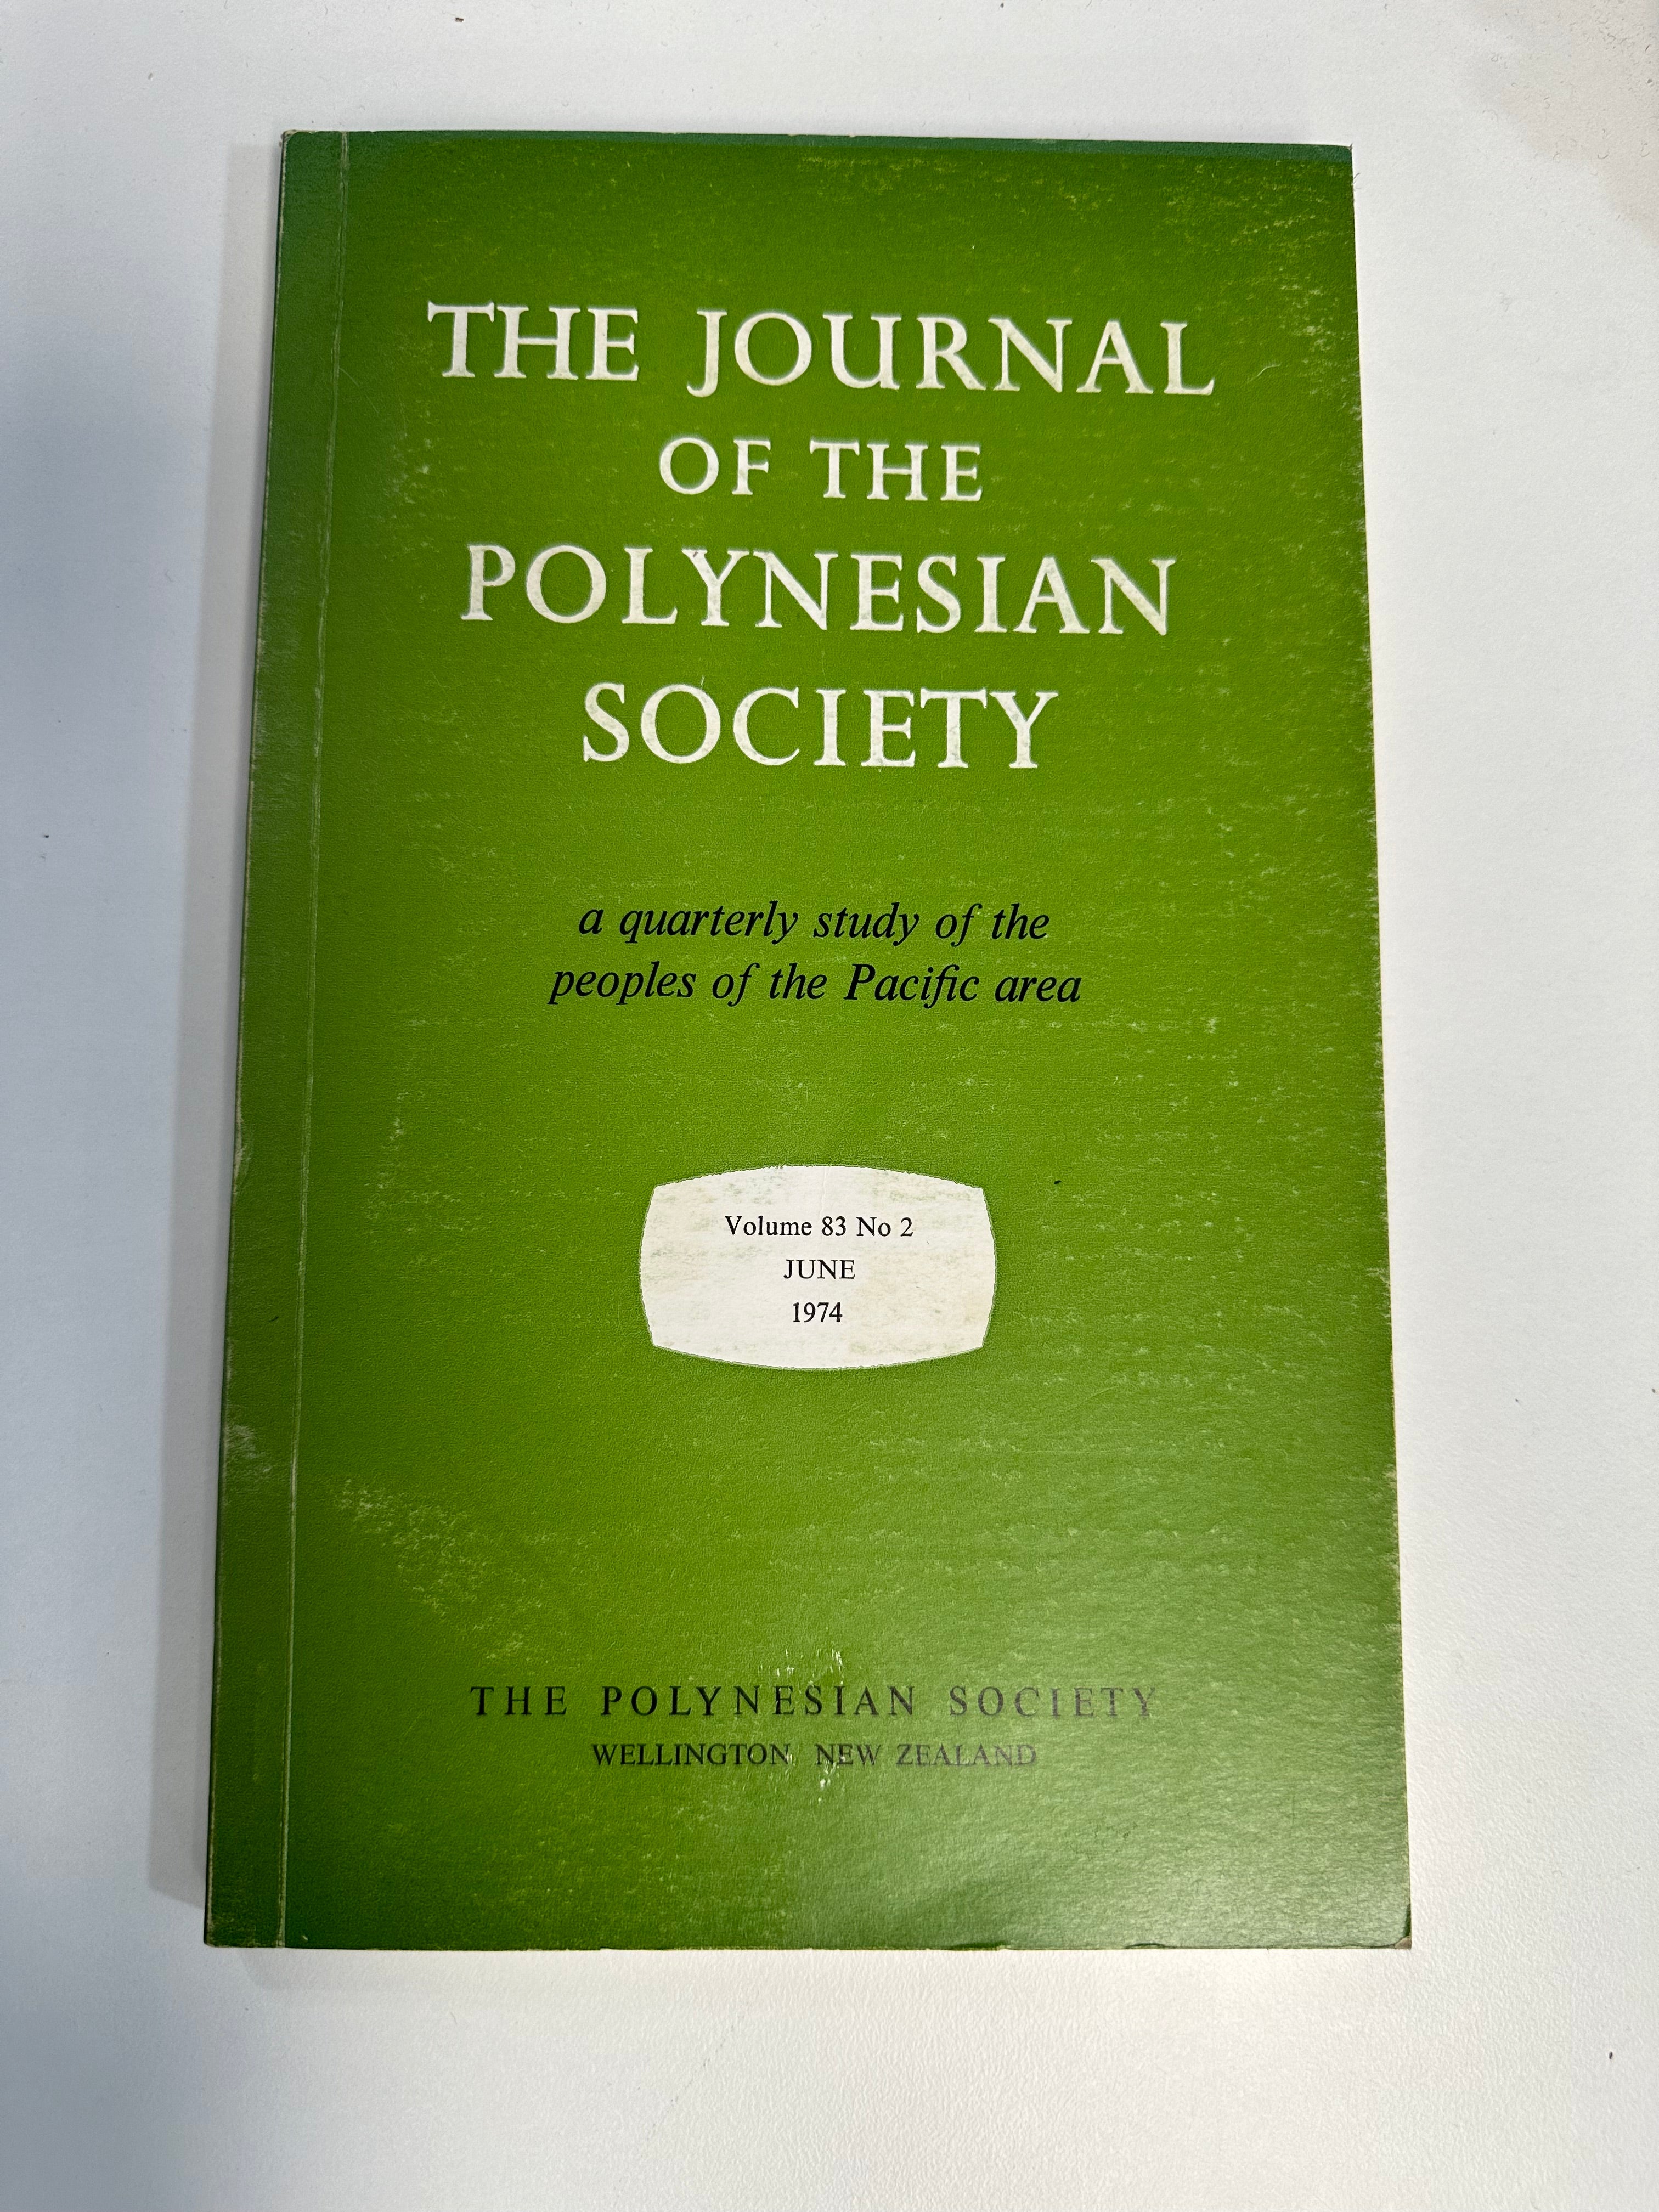 THE JOURNAL
OF THE
POLYNESIAN
SOCIETY
a quarterly study of the
peoples of the Pacific area
Volume 83 No 2
JUNE
1974
THE POLYNESIAN SOCIETY
WELLINGTON, NEW ZEALAND